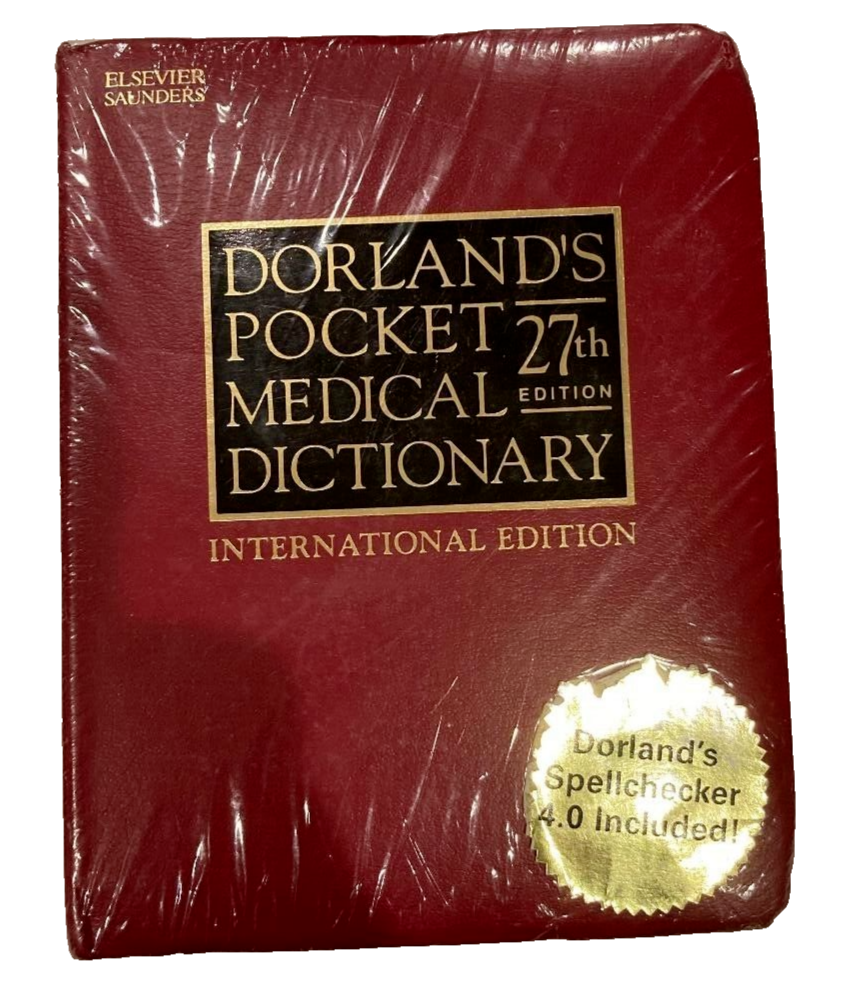 ELSEVIER
SAUNDERS
DORLAND'S
POCKET
27th
EDITION
MEDICAL
DICTIONARY
INTERNATIONAL EDITION
Dorland's
Spellchecker
4.0 Included!